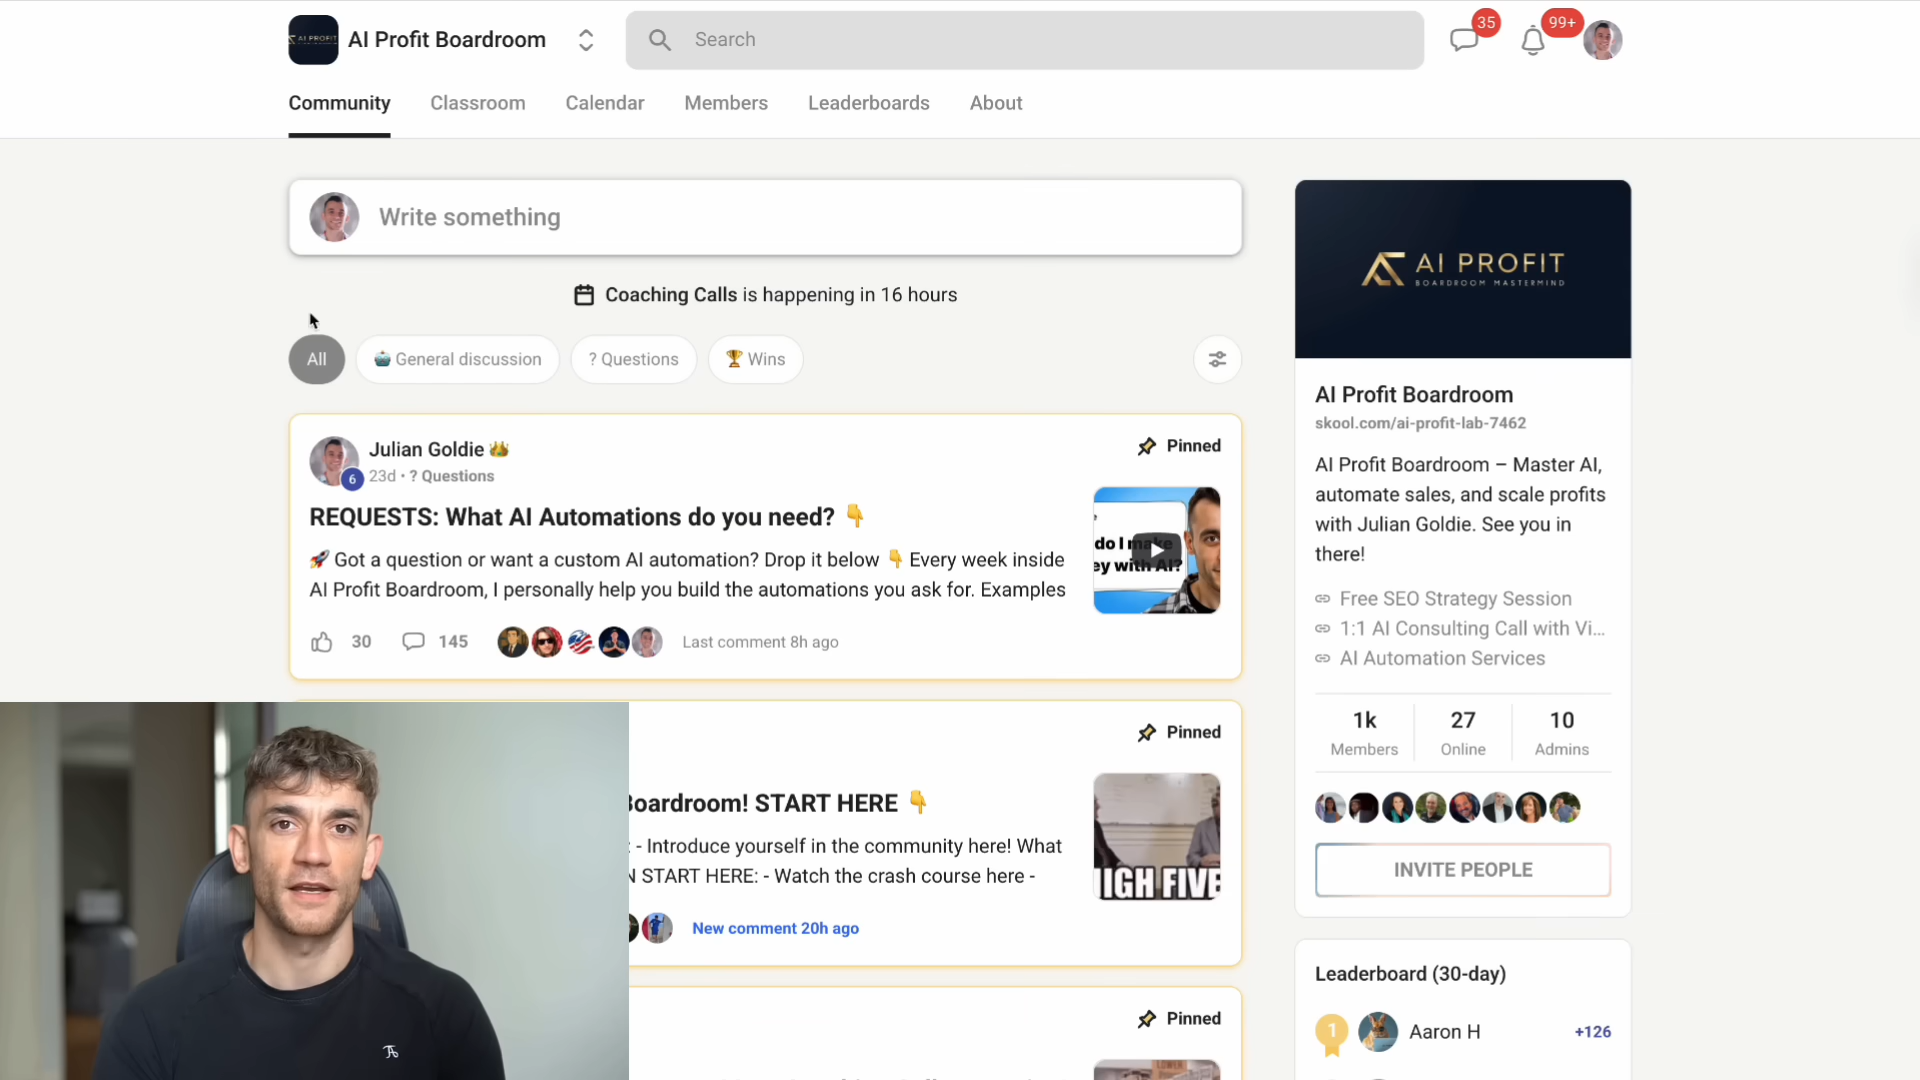 AI PROFIT
AI Profit Boardroom
Search
35
99+
Community
Classroom
Calendar
Members
Leaderboards
About
Write something
Coaching Calls is happening in 16 hours
All
General discussion
? Questions
Wins
Julian Goldie
6
23d • ? Questions
Pinned
REQUESTS: What AI Automations do you need?
Got a question or want a custom AI automation? Drop it below Every week inside
AI Profit Boardroom, I personally help you build the automations you ask for. Examples
do I make
ey with AI?
30
145
Last comment 8h ago
Pinned
Boardroom! START HERE
: - Introduce yourself in the community here! What
N START HERE: - Watch the crash course here -
HIGH FIVE
New comment 20h ago
Pinned
AI PROFIT
BOARDROOM MASTERMIND
AI Profit Boardroom
skool.com/ai-profit-lab-7462
AI Profit Boardroom – Master AI,
automate sales, and scale profits
with Julian Goldie. See you in
there!
Free SEO Strategy Session
1:1 AI Consulting Call with Vi...
AI Automation Services
1k
Members
27
Online
10
Admins
INVITE PEOPLE
Leaderboard (30-day)
1
Aaron H
+126